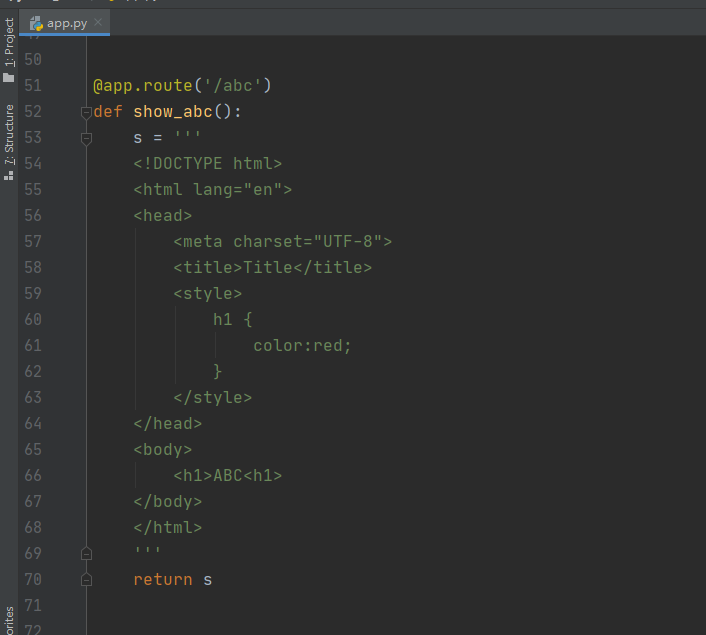 app.py
1: Project
7: Structure
50
51 @app.route('/abc')
52 def show_abc():
53 s = '''
54 <!DOCTYPE html>
55 <html lang="en">
56 <head>
57 <meta charset="UTF-8">
58 <title>Title</title>
59 <style>
60 h1 {
61 color:red;
62 }
63 </style>
64 </head>
65 <body>
66 <h1>ABC<h1>
67 </body>
68 </html>
69 '''
70 return s
71
72